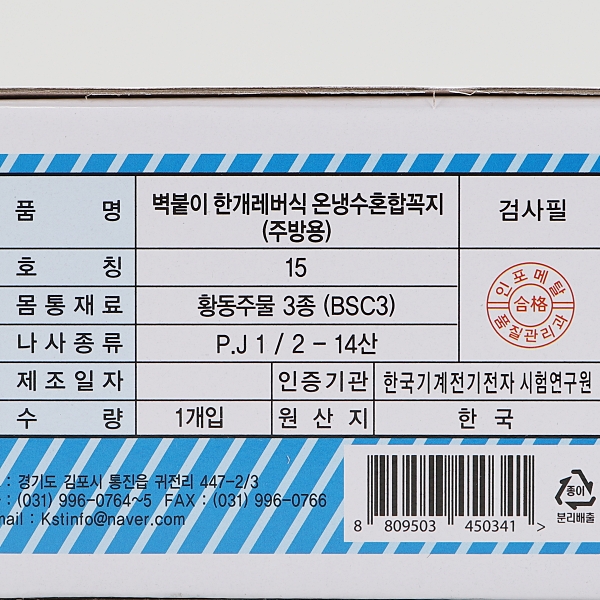 품 명 벽붙이 한개레버식 온냉수혼합꼭지 검사필
(주방용)
호 칭 15
몸통재료 황동주물 3종 (BSC3)
나사종류 P.J 1 / 2 - 14산
인포메탈
合格
품질관리과
제조일자 인증기관 한국기계전기전자 시험연구원
수 량 1개입 원산지 한 국
: 경기도 김포시 통진읍 귀전리 447-2/3
: (031) 996-0764~5 FAX : (031) 996-0766
mail : Kstinfo@naver.com
8 809503 450341 >
종이
분리배출